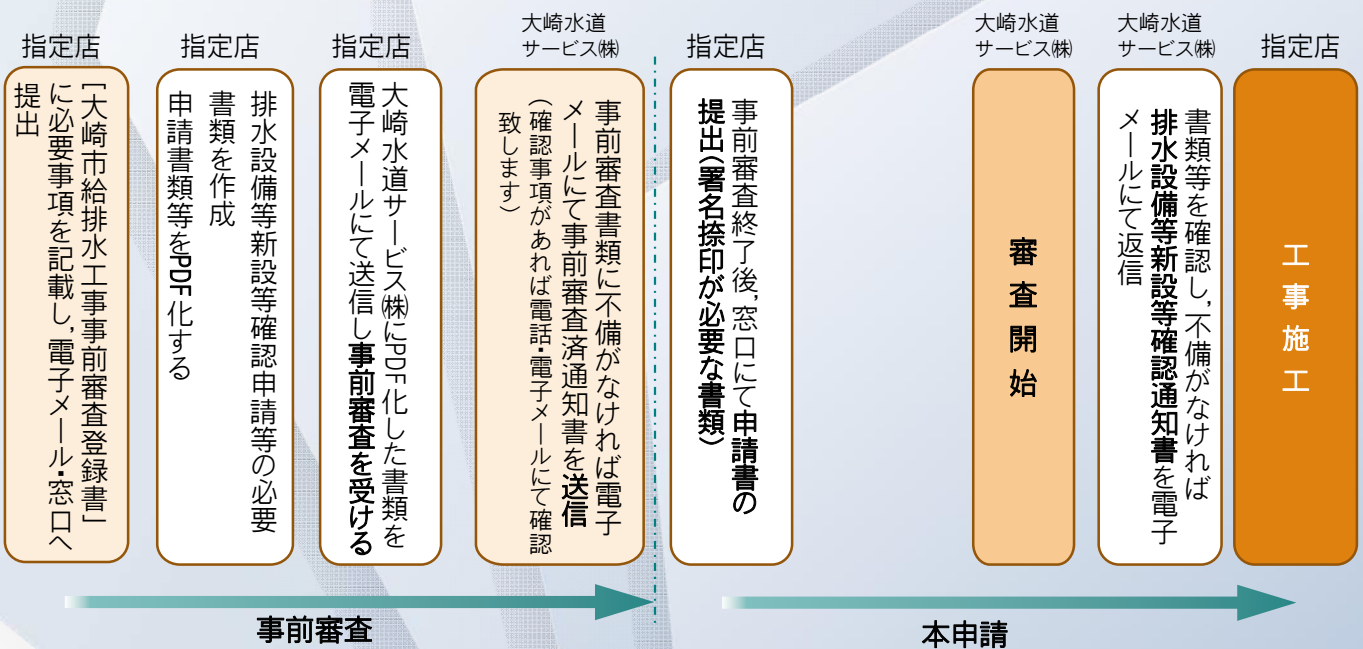 指定店
［大崎市給排水工事事前審査登録書」
に必要事項を記載し,電子メール・窓口へ
提出
指定店
排水設備等新設等確認申請等の必要
書類を作成
申請書類等をPDF化する
指定店
大崎水道サービス㈱にPDF化した書類を
電子メールにて送信し事前審査を受ける
大崎水道
サービス㈱
事前審査書類に不備がなければ電子
メールにて事前審査済通知書を送信
（確認事項があれば電話・電子メールにて確認
致します）
指定店
事前審査終了後,窓口にて申請書の
提出（署名捺印が必要な書類）
大崎水道
サービス㈱
審査開始
大崎水道
サービス㈱
書類等を確認し,不備がなければ
排水設備等新設等確認通知書を電子
メールにて返信
指定店
工事施工
事前審査
本申請